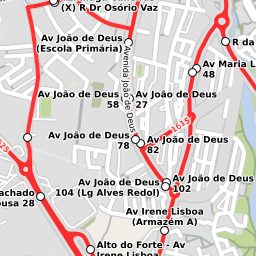 (X) R Dr Osório Vaz
Av João de Deus
(Escola Primária)
R da
Avenida João de Deus
Av Maria L
48
Av João de Deus
58
Av João de Deus
27
1615
Av João de Deus
78
Av João de Deus
82
Av João de Deus
104 (Lg Alves Redol)
Av João de Deus
102
achado
usa 28
Av Irene Lisboa
(Armazém A)
Alto do Forte - Av
Irene Lisboa